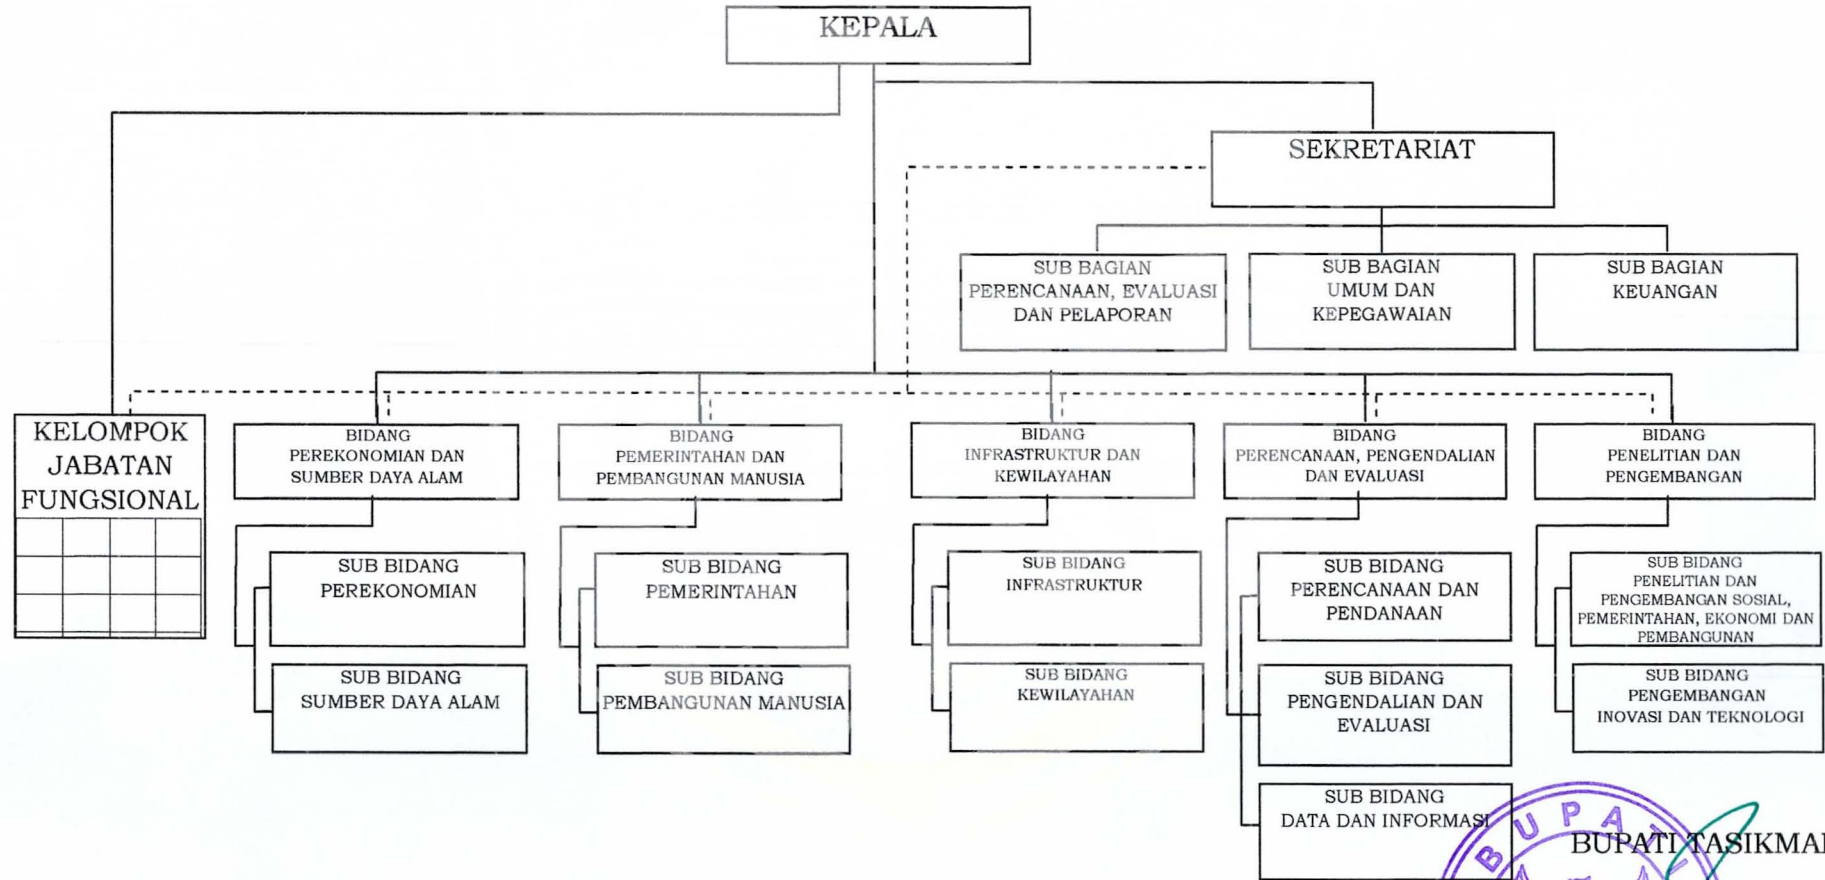 KEPALA
SEKRETARIAT
SUB BAGIAN
PERENCANAAN, EVALUASI
DAN PELAPORAN
SUB BAGIAN
UMUM DAN
KEPEGAWAIAN
SUB BAGIAN
KEUANGAN
KELOMPOK
JABATAN
FUNGSIONAL
BIDANG
PEREKONOMIAN DAN
SUMBER DAYA ALAM
BIDANG
PEMERINTAHAN DAN
PEMBANGUNAN MANUSIA
BIDANG
INFRASTRUKTUR DAN
KEWILAYAHAN
BIDANG
PERENCANAAN, PENGENDALIAN
DAN EVALUASI
BIDANG
PENELITIAN DAN
PENGEMBANGAN
SUB BIDANG
PEREKONOMIAN
SUB BIDANG
SUMBER DAYA ALAM
SUB BIDANG
PEMERINTAHAN
SUB BIDANG
PEMBANGUNAN MANUSIA
SUB BIDANG
INFRASTRUKTUR
SUB BIDANG
KEWILAYAHAN
SUB BIDANG
PERENCANAAN DAN
PENDANAAN
SUB BIDANG
PENGENDALIAN DAN
EVALUASI
SUB BIDANG
DATA DAN INFORMASI
SUB BIDANG
PENELITIAN DAN
PENGEMBANGAN SOSIAL,
PEMERINTAHAN, EKONOMI DAN
PEMBANGUNAN
SUB BIDANG
PENGEMBANGAN
INOVASI DAN TEKNOLOGI
BUPATI
BUPATI